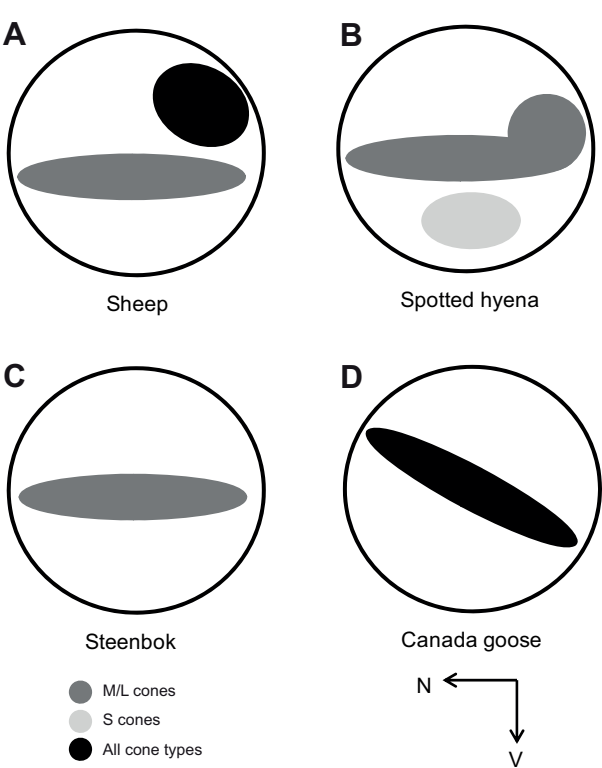 A
B
Sheep
Spotted hyena
C
D
Steenbok
Canada goose
M/L cones
S cones
All cone types
N
V